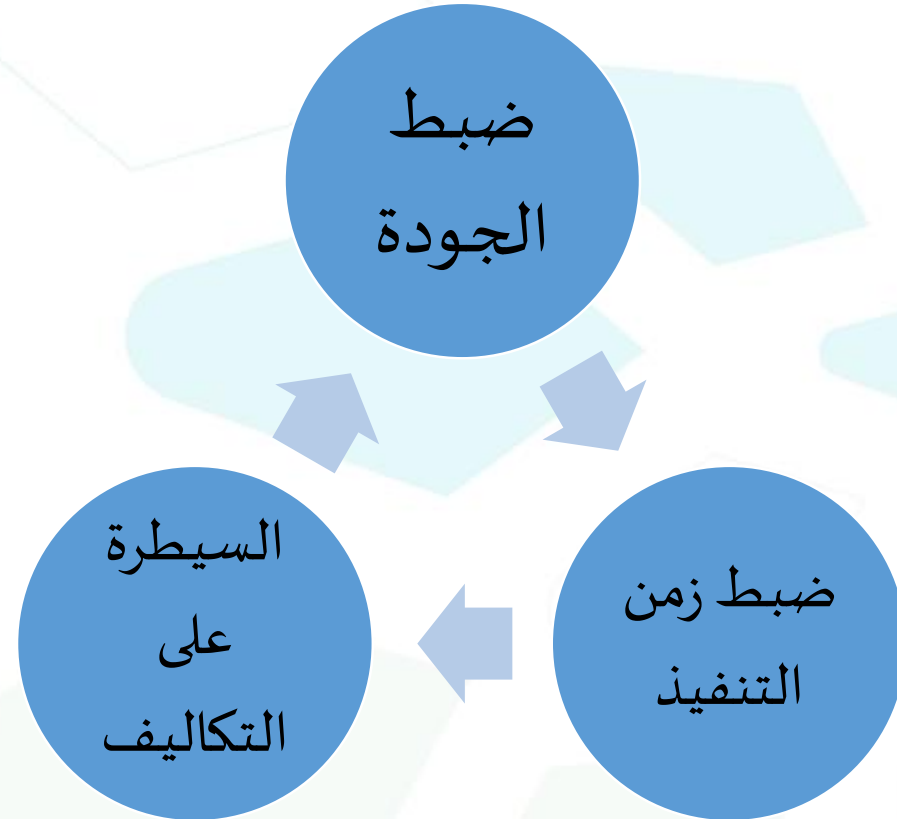 ضبط
الجودة
ضبط زمن
التنفيذ
السيطرة
على
التكاليف